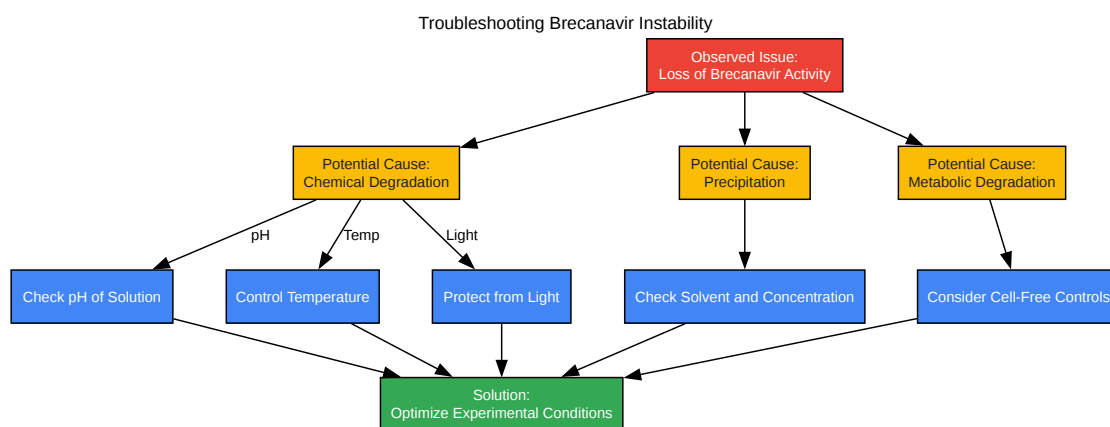 Troubleshooting Brecanavir Instability
Observed Issue:
Loss of Brecanavir Activity
Potential Cause:
Chemical Degradation
Potential Cause:
Precipitation
Potential Cause:
Metabolic Degradation
pH
Temp
Light
Check pH of Solution
Control Temperature
Protect from Light
Check Solvent and Concentration
Consider Cell-Free Controls
Solution:
Optimize Experimental Conditions